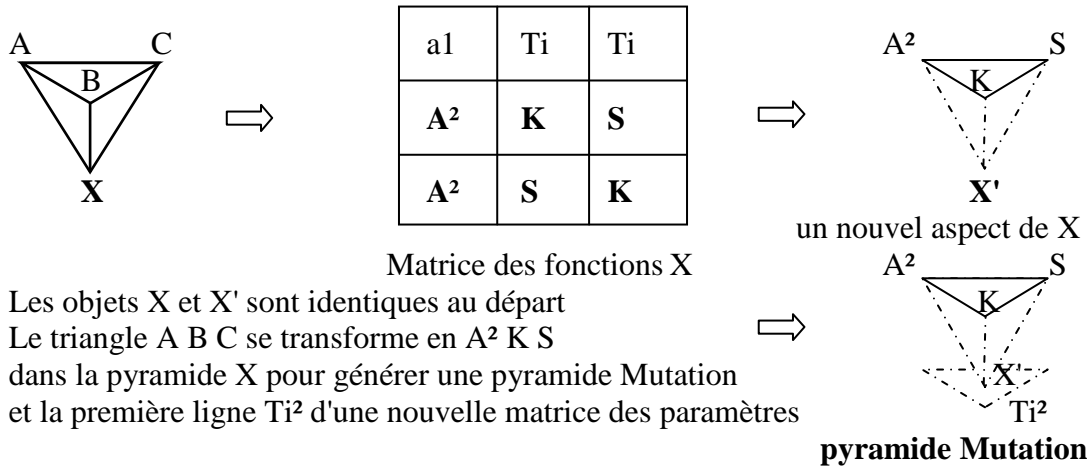 A C
B
X
a1 Ti Ti
A² K S
A² S K
Matrice des fonctions X
A² S
K
X'
un nouvel aspect de X
Les objets X et X' sont identiques au départ
Le triangle A B C se transforme en A² K S
dans la pyramide X pour générer une pyramide Mutation
et la première ligne Ti² d'une nouvelle matrice des paramètres
A² S
K
X'
Ti²
pyramide Mutation